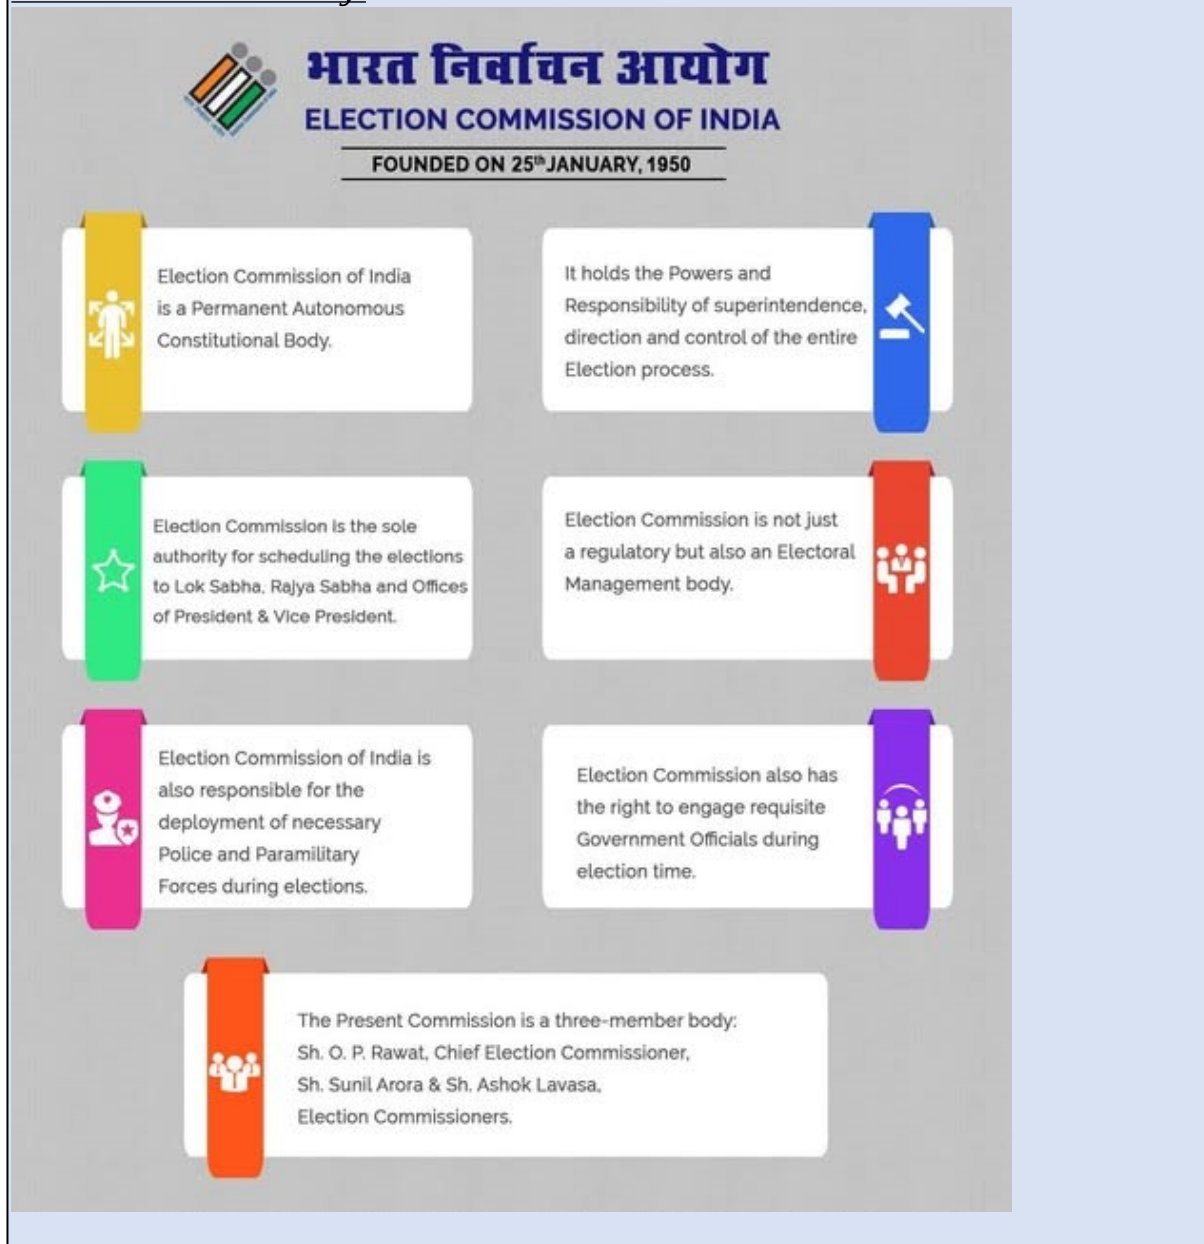 भारत निर्वाचन आयोग
ELECTION COMMISSION OF INDIA
FOUNDED ON 25th JANUARY, 1950
Election Commission of India
is a Permanent Autonomous
Constitutional Body.
It holds the Powers and
Responsibility of superintendence,
direction and control of the entire
Election process.
Election Commission is the sole
authority for scheduling the elections
to Lok Sabha, Rajya Sabha and Offices
of President & Vice President.
Election Commission is not just
a regulatory but also an Electoral
Management body.
Election Commission of India is
also responsible for the
deployment of necessary
Police and Paramilitary
Forces during elections.
Election Commission also has
the right to engage requisite
Government Officials during
election time.
The Present Commission is a three-member body:
Sh. O. P. Rawat, Chief Election Commissioner,
Sh. Sunil Arora & Sh. Ashok Lavasa,
Election Commissioners.